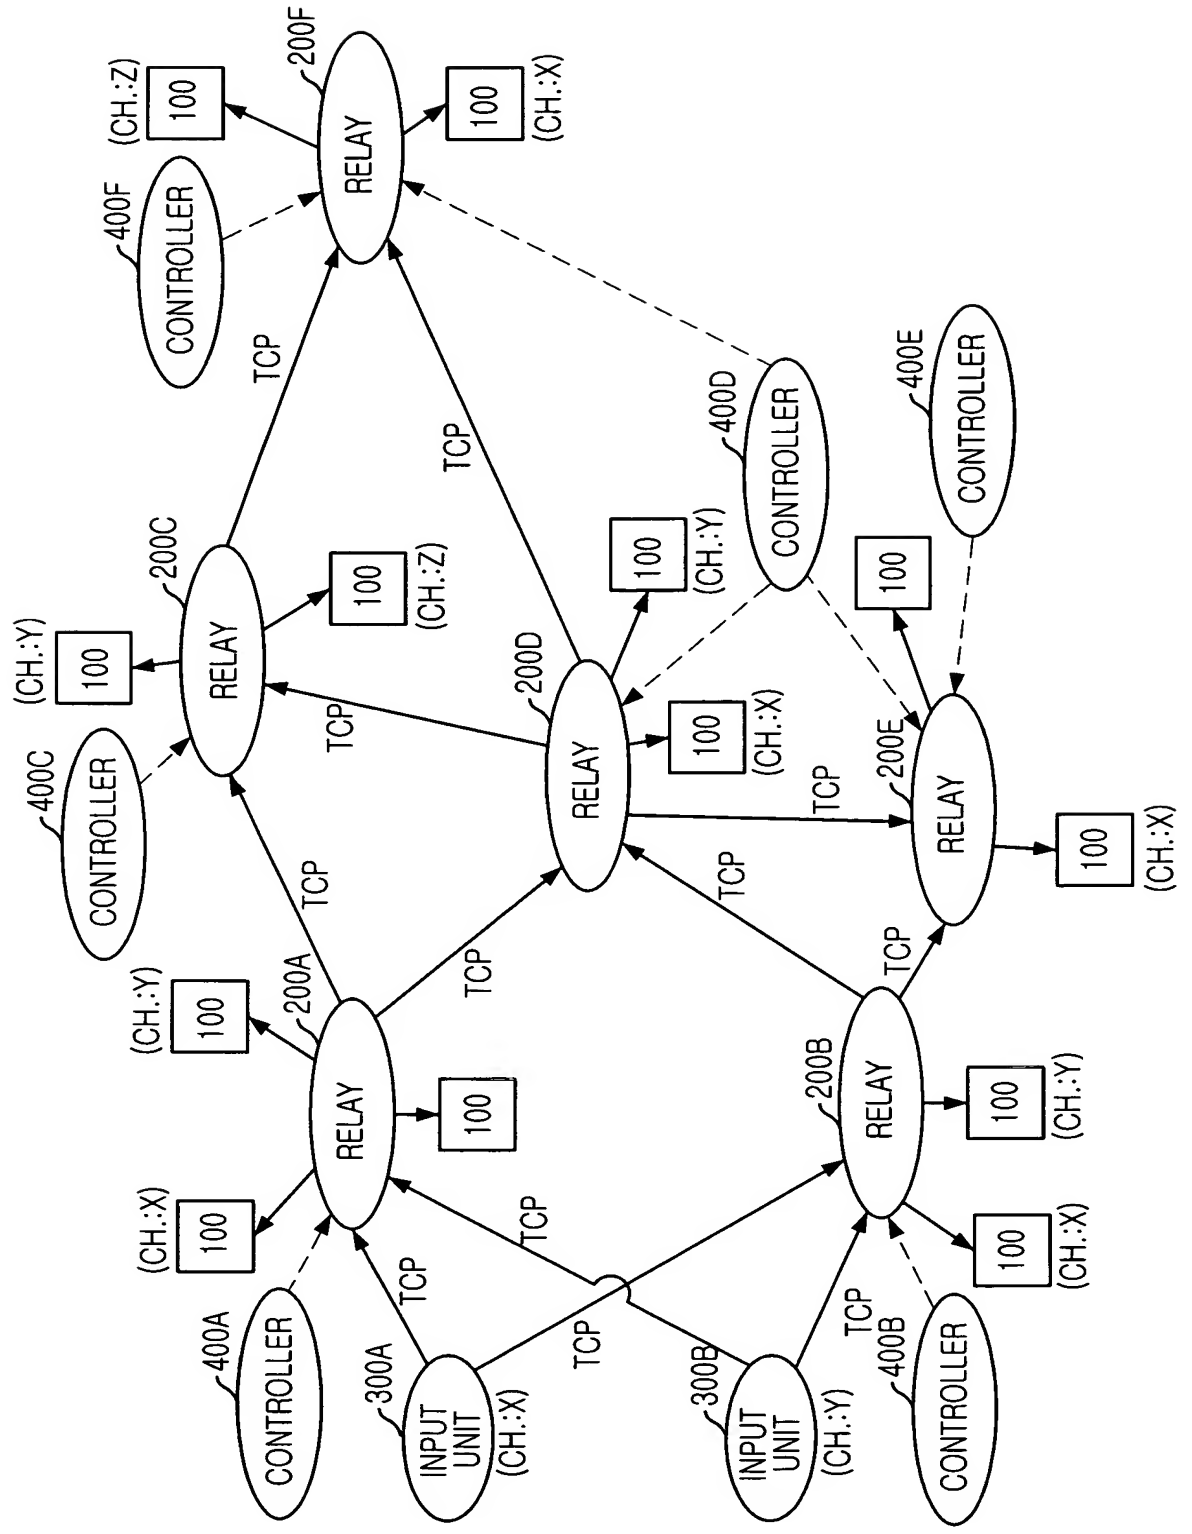 400C
CONTROLLER
(CH.:Y)
100
400F
CONTROLLER
(CH.:Z)
100
(CH.:X)
100
(CH.:Y)
100
200C
RELAY
TCP
400A
CONTROLLER
200A
RELAY
TCP
100
(CH.:Z)
200F
RELAY
100
(CH.:X)
300A
INPUT
UNIT
(CH.:X)
TCP
100
TCP
TCP
TCP
TCP
TCP
200D
RELAY
100
(CH.:Y)
100
(CH.:X)
300B
INPUT
UNIT
(CH.:Y)
TCP
TCP
TCP
400D
CONTROLLER
200B
RELAY
TCP
200E
RELAY
100
400E
CONTROLLER
400B
CONTROLLER
100
(CH.:X)
100
(CH.:Y)
100
(CH.:X)